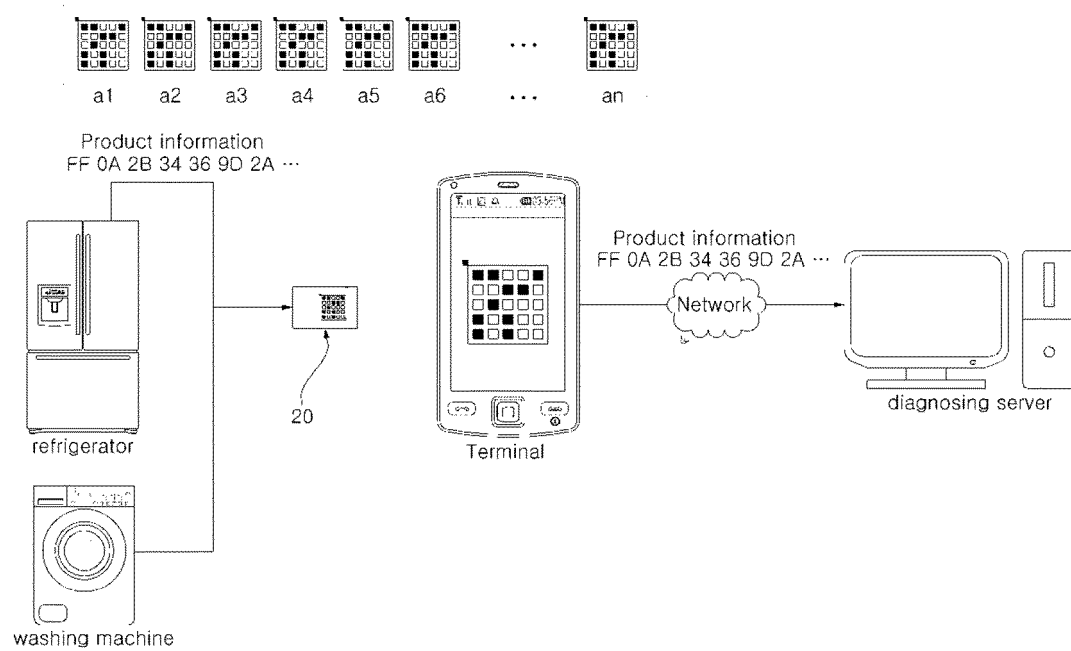 a1 a2 a3 a4 a5 a6 ... an
Product information
FF 0A 2B 34 36 9D 2A ...
Product information
FF 0A 2B 34 36 9D 2A ...
Network
20
diagnosing server
refrigerator
Terminal
washing machine